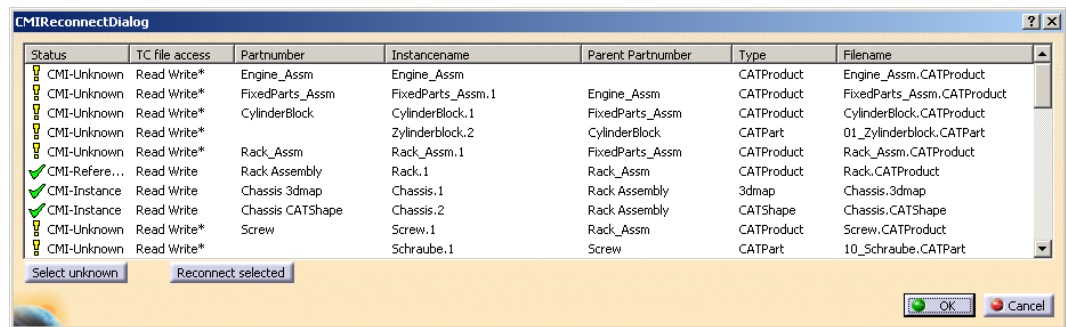 CMIReconnectDialog
Status TC file access Partnumber Instancename Parent Partnumber Type Filename
CMI-Unknown Read Write* Engine_Assm Engine_Assm CATProduct Engine_Assm.CATProduct
CMI-Unknown Read Write* FixedParts_Assm FixedParts_Assm.1 Engine_Assm CATProduct FixedParts_Assm.CATProduct
CMI-Unknown Read Write* CylinderBlock CylinderBlock.1 FixedParts_Assm CATProduct CylinderBlock.CATProduct
CMI-Unknown Read Write* Zylinderblock.2 CylinderBlock CATPart 01_Zylinderblock.CATPart
CMI-Unknown Read Write* Rack_Assm Rack_Assm.1 FixedParts_Assm CATProduct Rack_Assm.CATProduct
CMI-Refere... Read Write Rack Assembly Rack.1 Rack_Assm CATProduct Rack.CATProduct
CMI-Instance Read Write Chassis 3dmap Chassis.1 Rack Assembly 3dmap Chassis.3dmap
CMI-Instance Read Write Chassis CATShape Chassis.2 Rack Assembly CATShape Chassis.CATShape
CMI-Unknown Read Write* Screw Screw.1 Rack_Assm CATProduct Screw.CATProduct
CMI-Unknown Read Write* Schraube.1 Screw CATPart 10_Schraube.CATPart
Select unknown Reconnect selected
OK Cancel